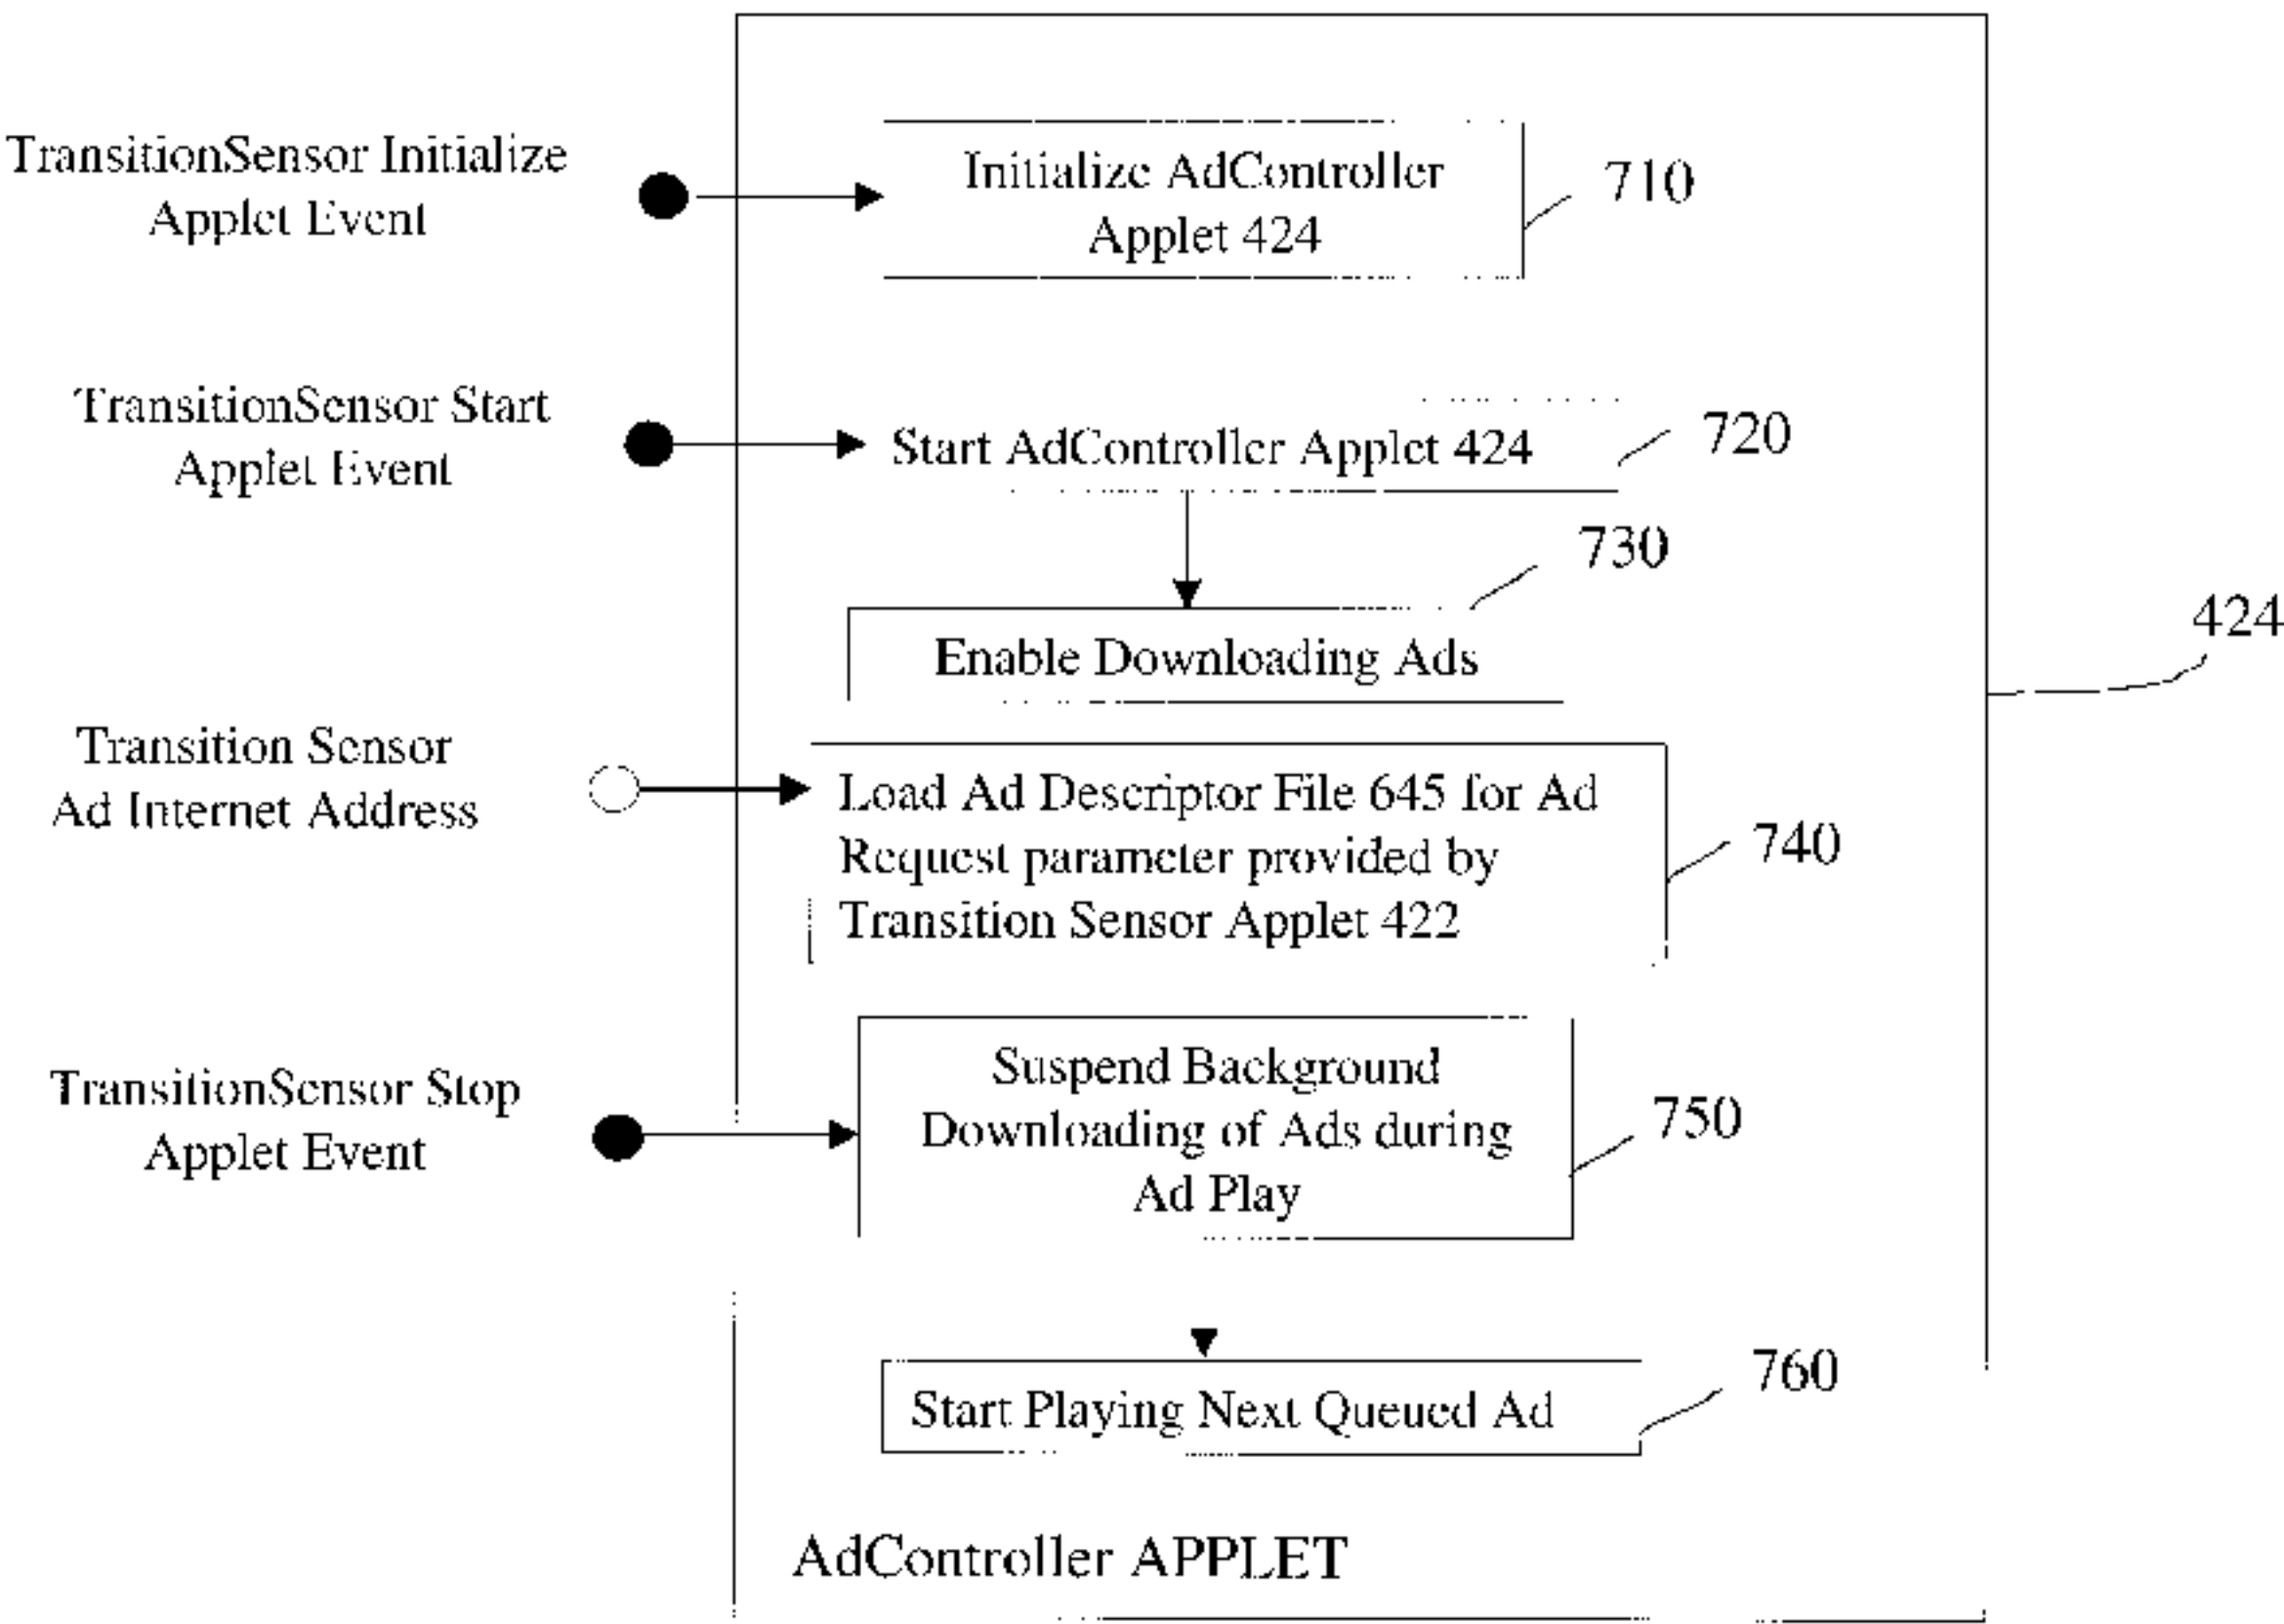 TransitionSensor Initialize
Applet Event
Initialize AdController
Applet 424
710
TransitionSensor Start
Applet Event
Start AdController Applet 424
720
730
Enable Downloading Ads
424
Transition Sensor
Ad Internet Address
Load Ad Descriptor File 645 for Ad
Request parameter provided by
Transition Sensor Applet 422
740
TransitionSensor Stop
Applet Event
Suspend Background
Downloading of Ads during
Ad Play
750
760
Start Playing Next Queued Ad
AdController APPLET